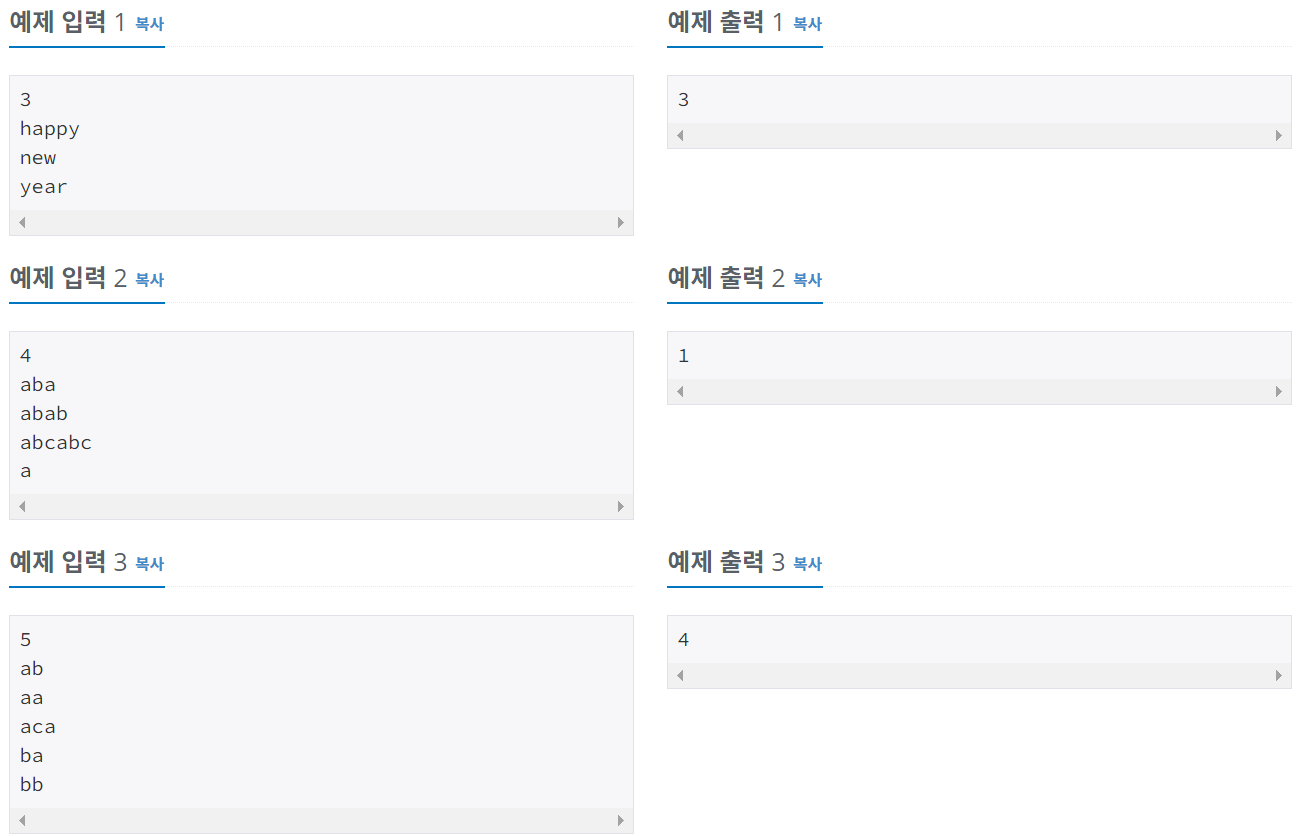 예제 입력 1 복사
3
happy
new
year
예제 출력 1 복사
3
예제 입력 2 복사
4
aba
abab
abcabc
a
예제 출력 2 복사
1
예제 입력 3 복사
5
ab
aa
aca
ba
bb
예제 출력 3 복사
4